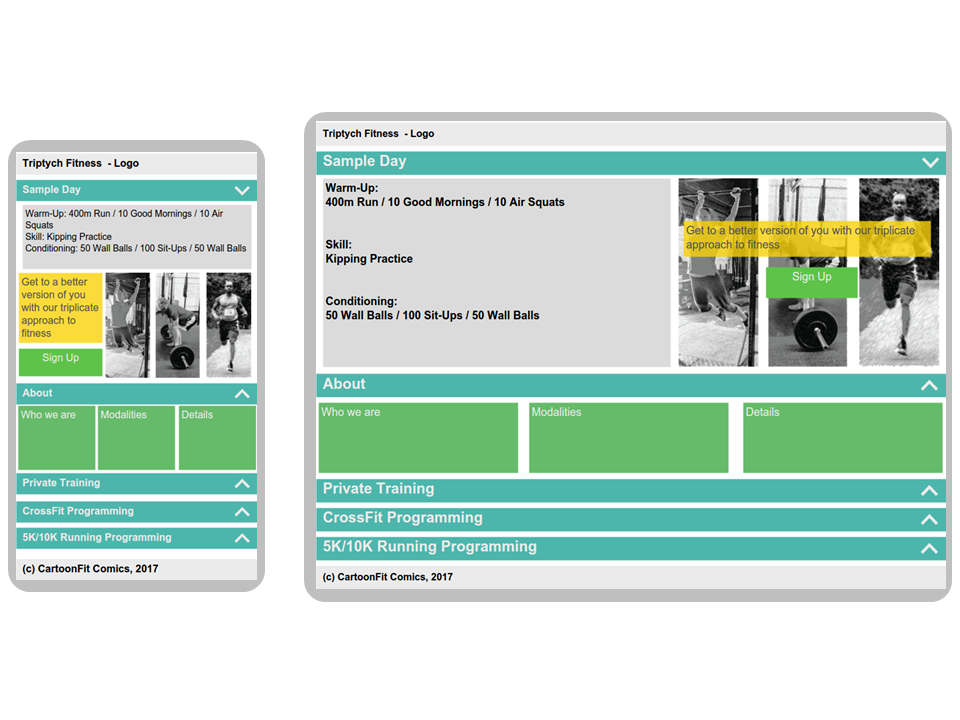 Triptych Fitness - Logo
Sample Day
Warm-Up: 400m Run / 10 Good Mornings / 10 Air
Squats
Skill: Kipping Practice
Conditioning: 50 Wall Balls / 100 Sit-Ups / 50 Wall Balls
Get to a better
version of you
with our triplicate
approach to
fitness
Sign Up
About
Who we are
Modalities
Details
Private Training
CrossFit Programming
5K/10K Running Programming
(c) CartoonFit Comics, 2017
Triptych Fitness - Logo
Sample Day
Warm-Up:
400m Run / 10 Good Mornings / 10 Air Squats
Skill:
Kipping Practice
Conditioning:
50 Wall Balls / 100 Sit-Ups / 50 Wall Balls
Get to a better version of you with our triplicate
approach to fitness
Sign Up
About
Who we are
Modalities
Details
Private Training
CrossFit Programming
5K/10K Running Programming
(c) CartoonFit Comics, 2017